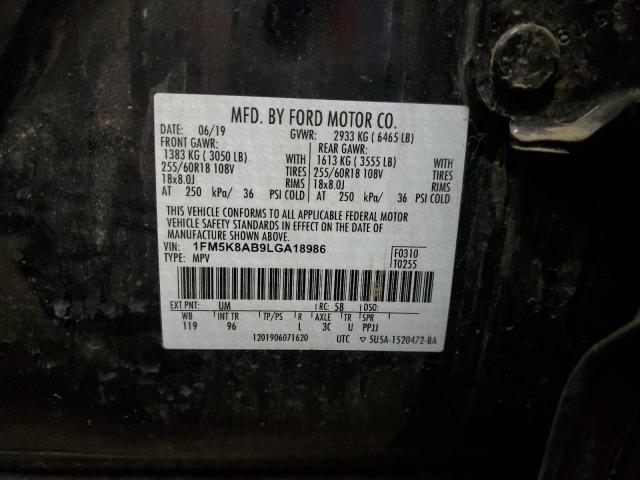 MFD. BY FORD MOTOR CO.
DATE: 06/19 GVWR: 2933 KG ( 6465 LB)
FRONT GAWR: REAR GAWR:
1383 KG ( 3050 LB) WITH 1613 KG ( 3555 LB) WITH
255/60R18 108V TIRES 255/60R18 108V TIRES
18x8.0J RIMS 18x8.0J RIMS
AT 250 kPa/ 36 PSI COLD AT 250 kPa/ 36 PSI COLD
THIS VEHICLE CONFORMS TO ALL APPLICABLE FEDERAL MOTOR
VEHICLE SAFETY STANDARDS IN EFFECT ON THE DATE OF
MANUFACTURE SHOWN ABOVE.
VIN: 1FM5K8AB9LGA18986 F0310
TYPE: MPV T0255
EXT PNT: UM RC: 58 DSO:
WB INT TR TP/PS R AXLE TR SPR
119 96 L 3C U PPJJ
1201906071620 UTC ▽ 5U5A-1520472-BA